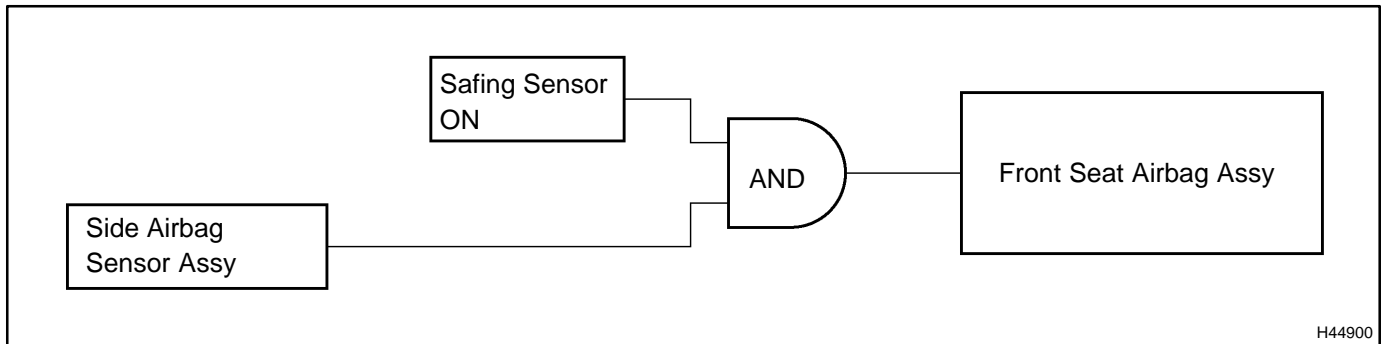 Safing Sensor
ON
AND
Front Seat Airbag Assy
Side Airbag
Sensor Assy
H44900